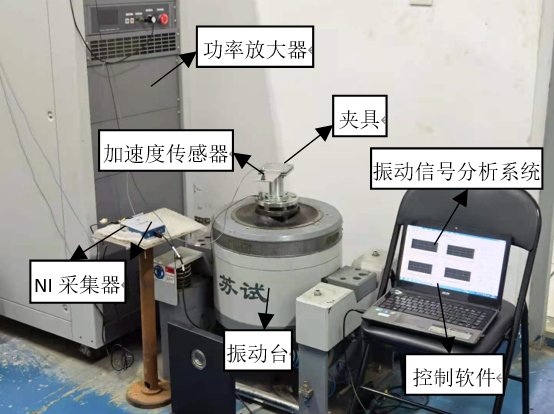 功率放大器
夹具
加速度传感器
振动信号分析系统
NI 采集器
苏试
振动台
控制软件